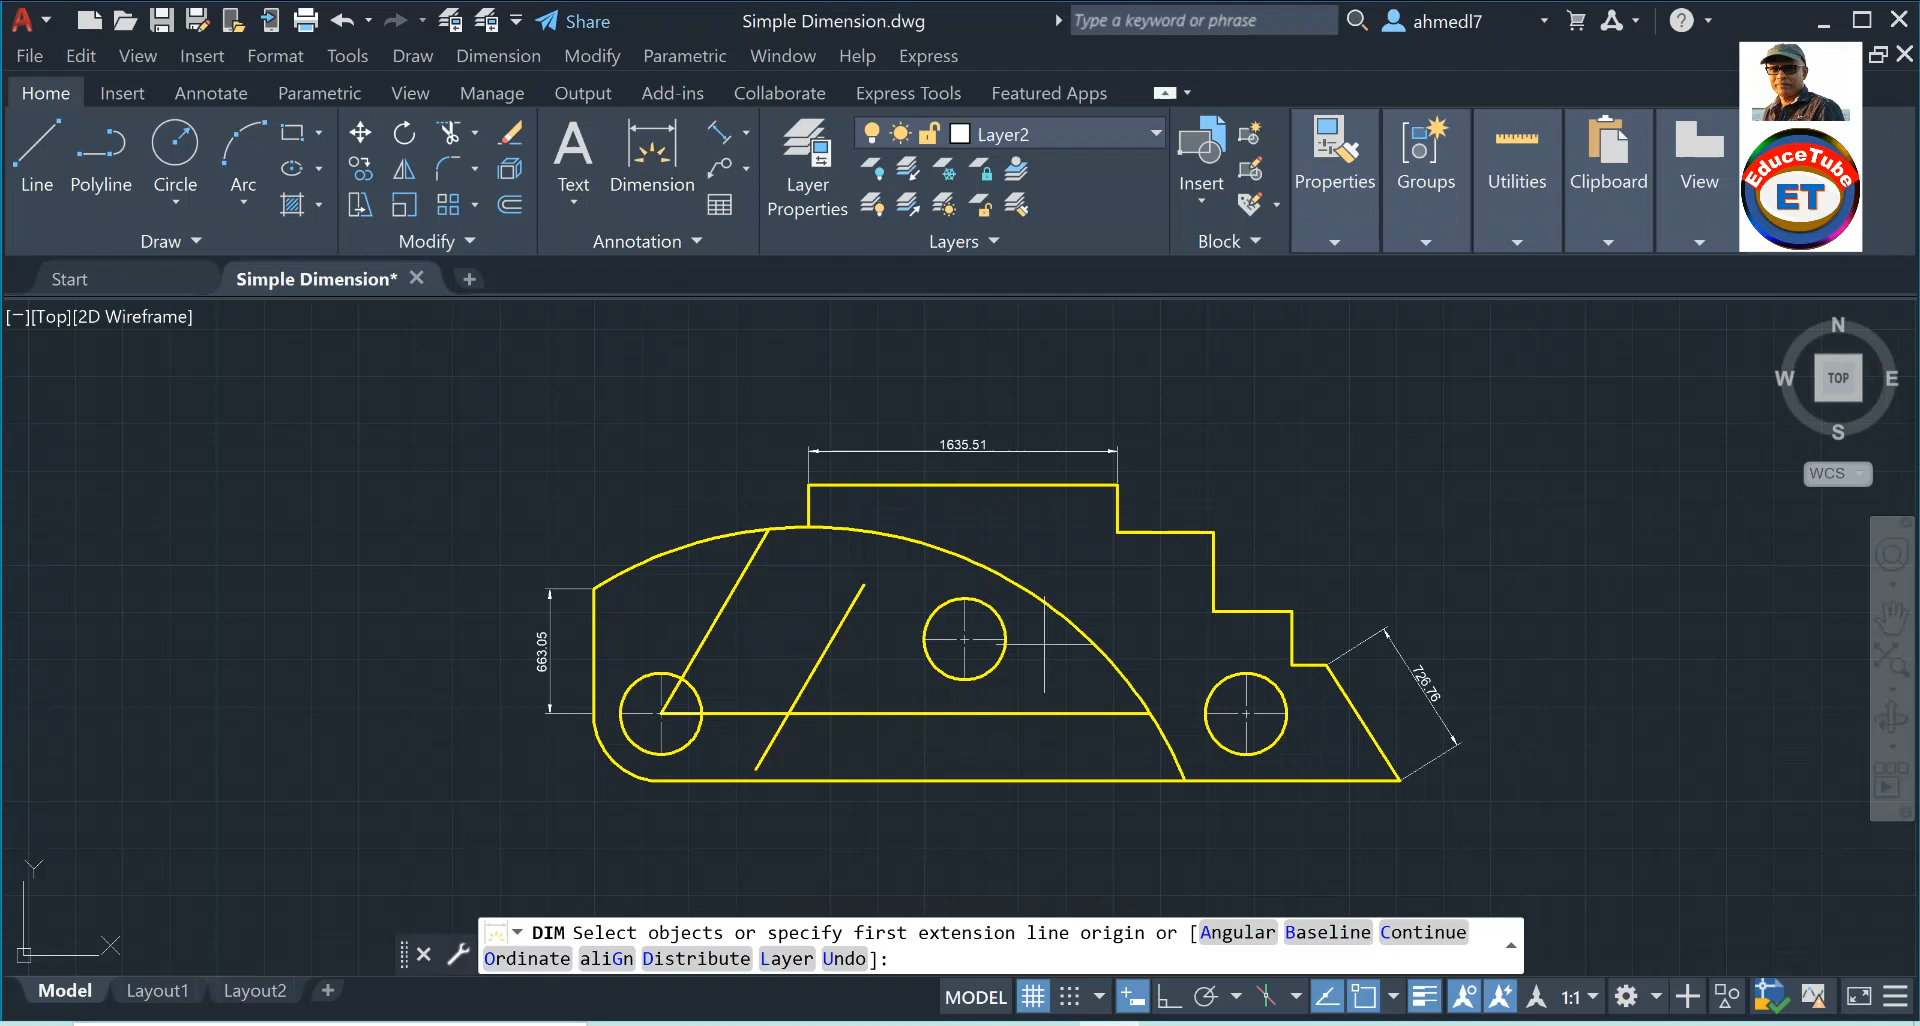 Share
Simple Dimension.dwg
Type a keyword or phrase
ahmedl7
File Edit View Insert Format Tools Draw Dimension Modify Parametric Window Help Express
Home Insert Annotate Parametric View Manage Output Add-ins Collaborate Express Tools Featured Apps
Line Polyline Circle Arc
Text Dimension
Layer Properties
Layer2
Insert
Properties Groups Utilities Clipboard View
Draw Modify Annotation Layers Block
EduceTube
ET
Start Simple Dimension*
[−][Top][2D Wireframe]
N
W TOP E
S
WCS
1635.51
663.05
726.76
Y
X
DIM Select objects or specify first extension line origin or [Angular Baseline Continue
Ordinate aliGn Distribute Layer Undo]:
Model Layout1 Layout2
MODEL 1:1